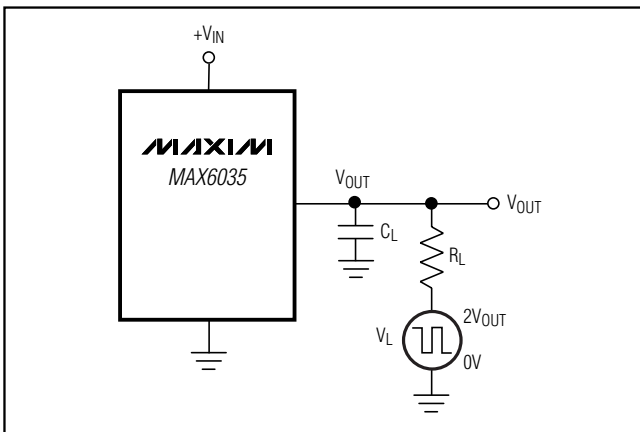 +VIN
MAXIM
MAX6035
VOUT
VOUT
CL
RL
2VOUT
VL
0V